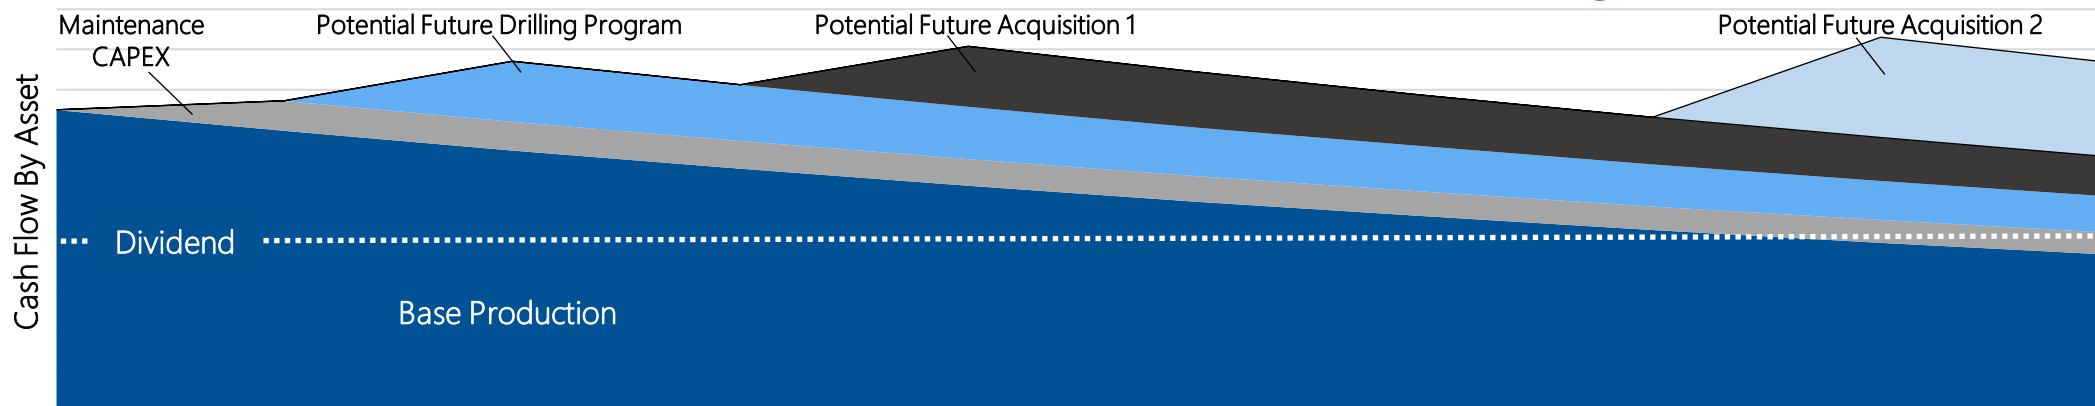 Maintenance
CAPEX
Potential Future Drilling Program
Potential Future Acquisition 1
Potential Future Acquisition 2
Cash Flow By Asset
Dividend
Base Production